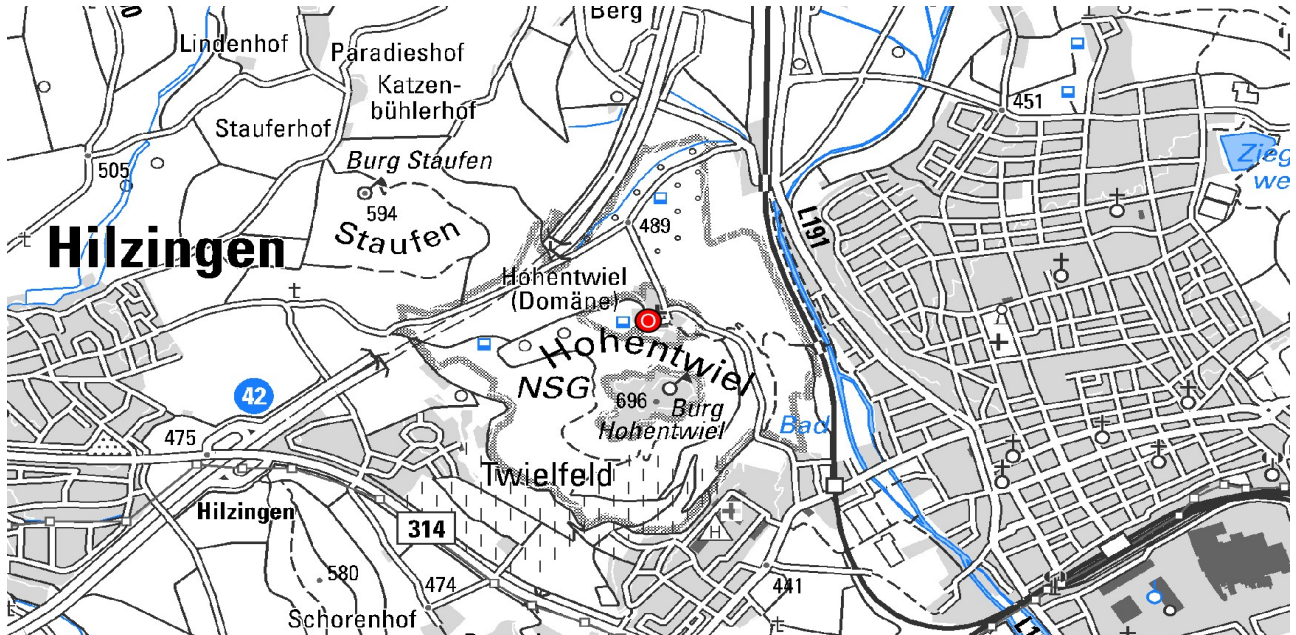 Berg
Lindenhof
Paradieshof
Katzen-
bühlerhof
Stauferhof
451
505
Burg Staufen
594
Staufen
L191
Zieg
we
489
Hilzingen
Hohentwiel
(Domäne)
O
Hohentwiel
NSG
696
Burg
Hohentwiel
Bad
42
475
Twielfeld
Hilzingen
314
H
580
474
441
Schorenhof
L1